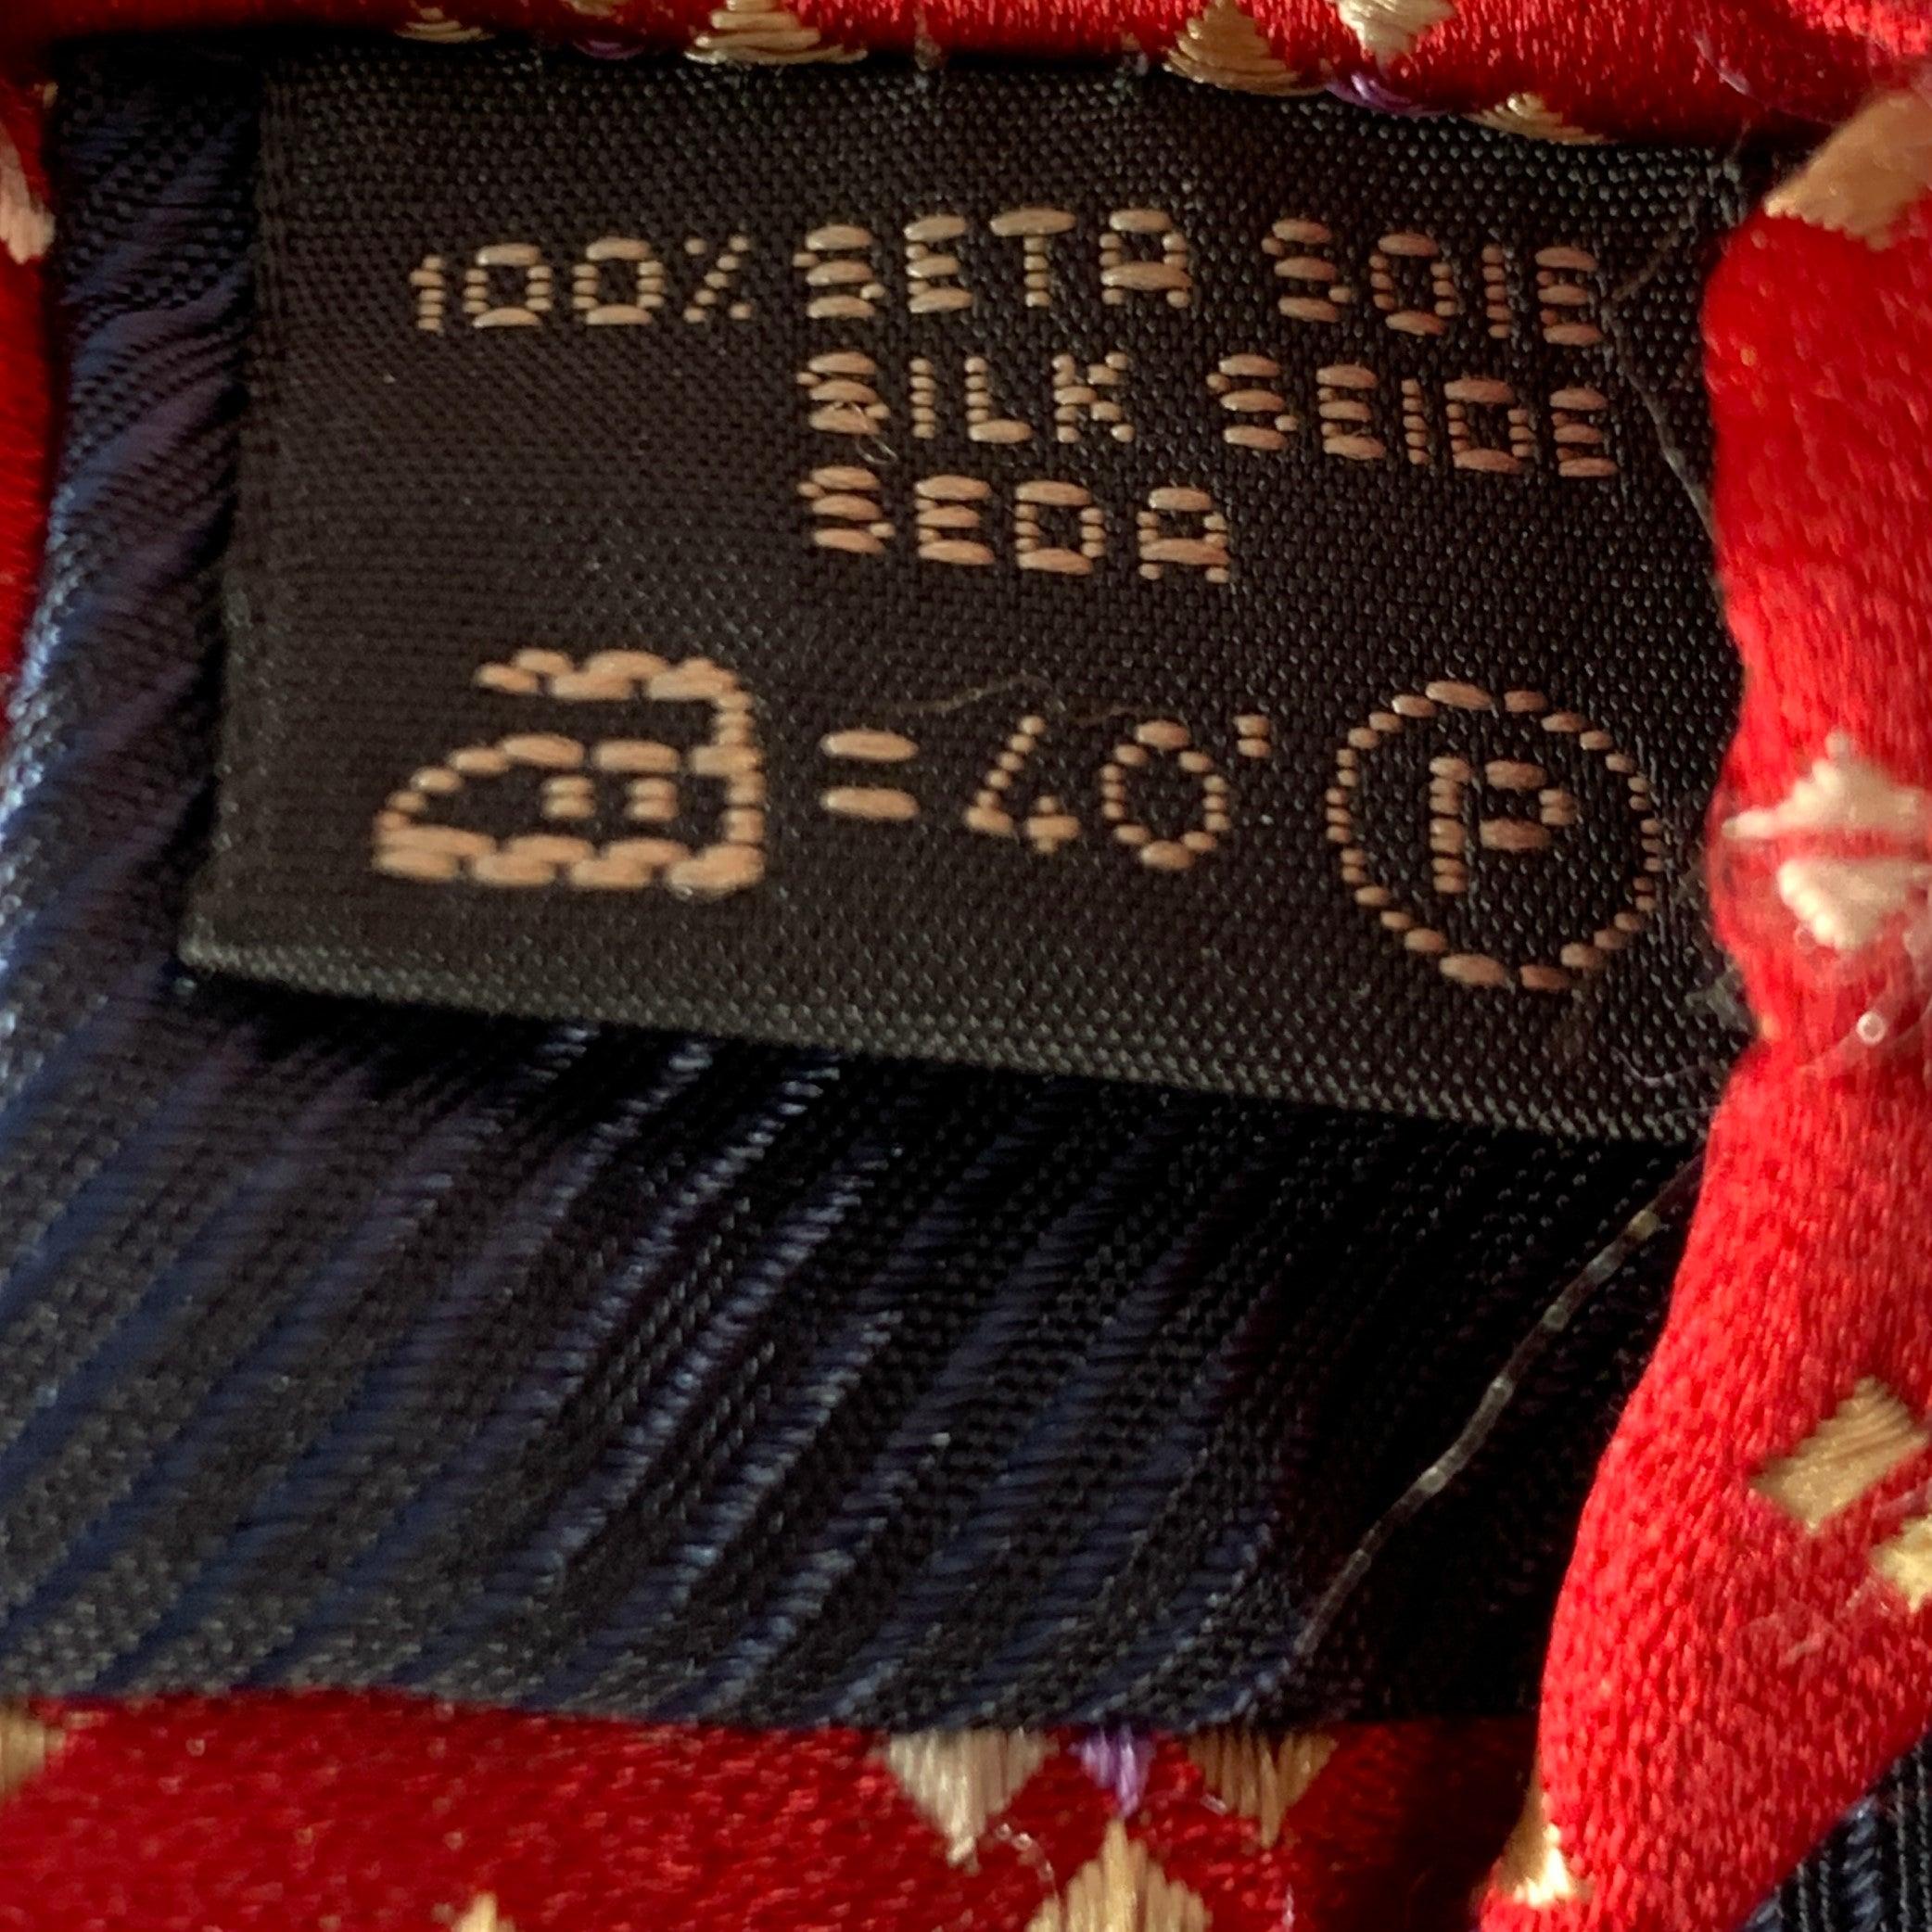 100% SETA SOIE
SILK SEIDE
SEDA
= 40' P